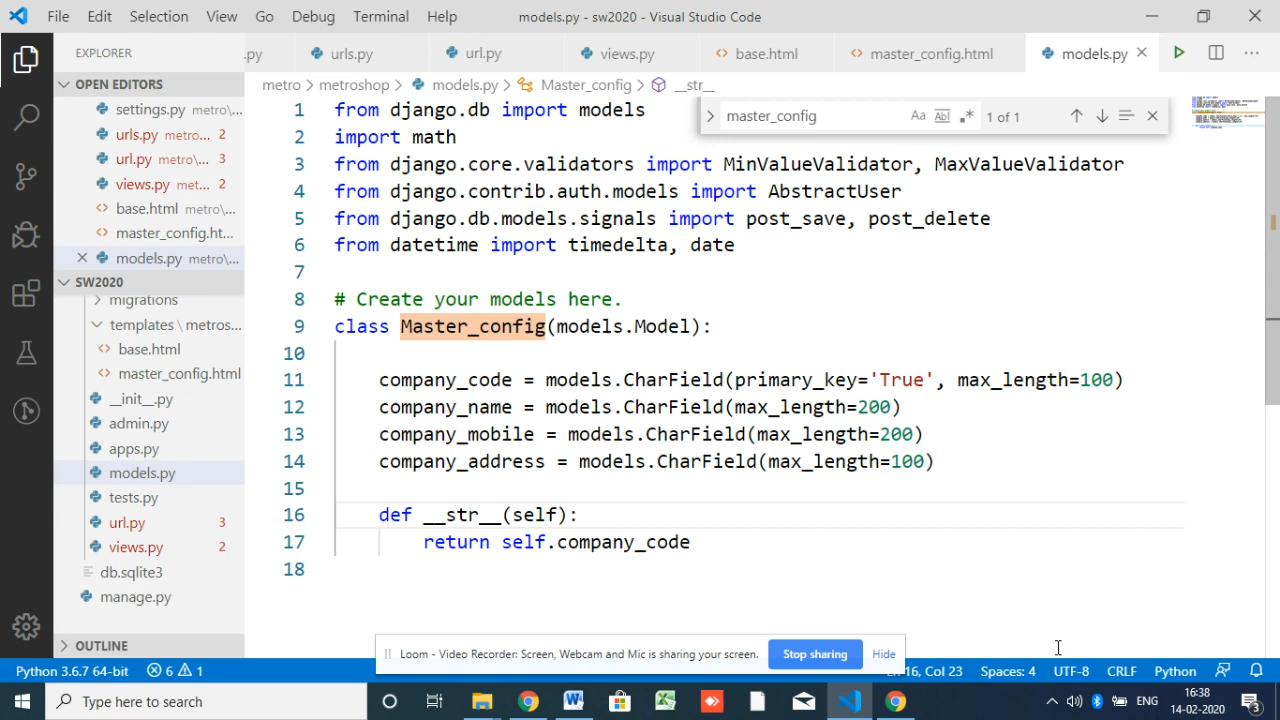 File Edit Selection View Go Debug Terminal Help models.py - sw2020 - Visual Studio Code
EXPLORER .py urls.py url.py views.py base.html master_config.html models.py
OPEN EDITORS
settings.py metro/...
urls.py metro/... 2
url.py metro/... 3
views.py met... 2
base.html metro\...
master_config.ht...
models.py metro\...
SW2020
migrations
templates \ metros...
base.html
master_config.html
__init__.py
admin.py
apps.py
models.py
tests.py
url.py 3
views.py 2
db.sqlite3
manage.py
OUTLINE
metro > metroshop > models.py > Master_config > __str__
master_config Aa Abl .* 1 of 1
1 from django.db import models
2 import math
3 from django.core.validators import MinValueValidator, MaxValueValidator
4 from django.contrib.auth.models import AbstractUser
5 from django.db.models.signals import post_save, post_delete
6 from datetime import timedelta, date
7
8 # Create your models here.
9 class Master_config(models.Model):
10
11 company_code = models.CharField(primary_key='True', max_length=100)
12 company_name = models.CharField(max_length=200)
13 company_mobile = models.CharField(max_length=200)
14 company_address = models.CharField(max_length=100)
15
16 def __str__(self):
17 return self.company_code
18
Loom - Video Recorder: Screen, Webcam and Mic is sharing your screen. Stop sharing Hide
Python 3.6.7 64-bit 6 1 Ln 16, Col 23 Spaces: 4 UTF-8 CRLF Python
Type here to search ENG 16:38
14-02-2020 3